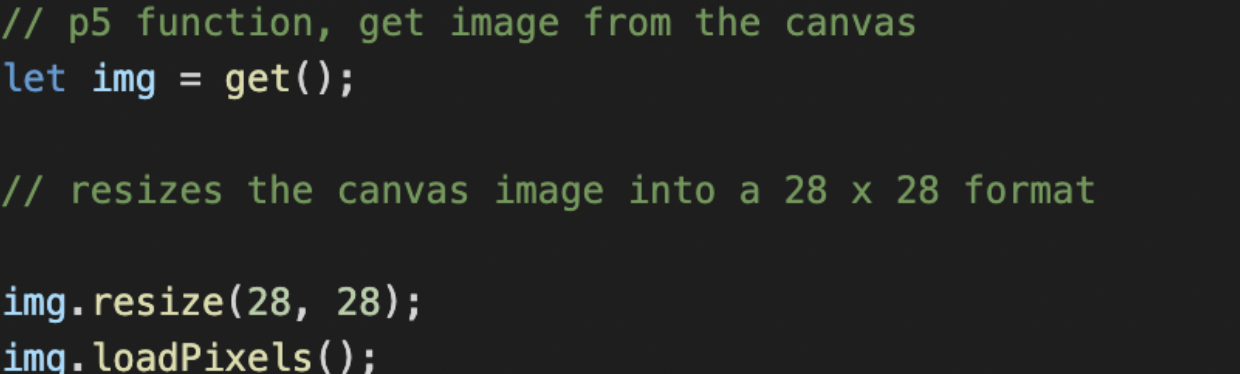 // p5 function, get image from the canvas
let img = get();
// resizes the canvas image into a 28 x 28 format
img.resize(28, 28);
img.loadPixels();